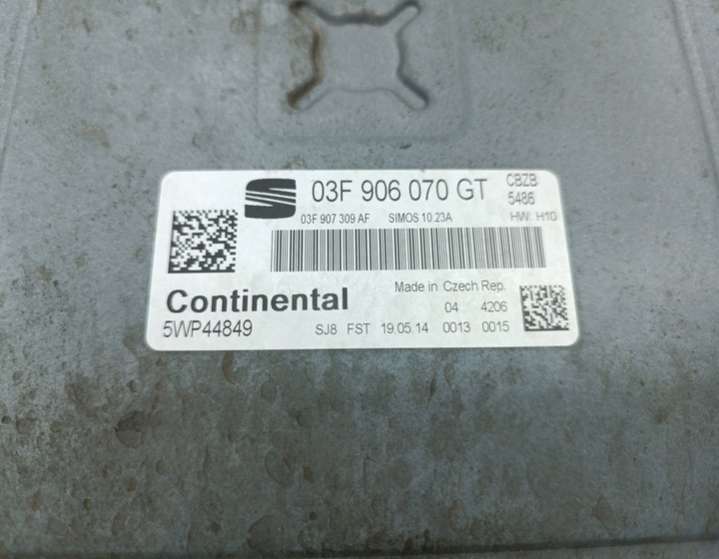 03F 906 070 GT CBZB
5486
03F 907 309 AF SIMOS 10.23A HW: H10
Continental Made in Czech Rep.
04 4206
5WP44849 SJ8 FST 19.05.14 0013 0015